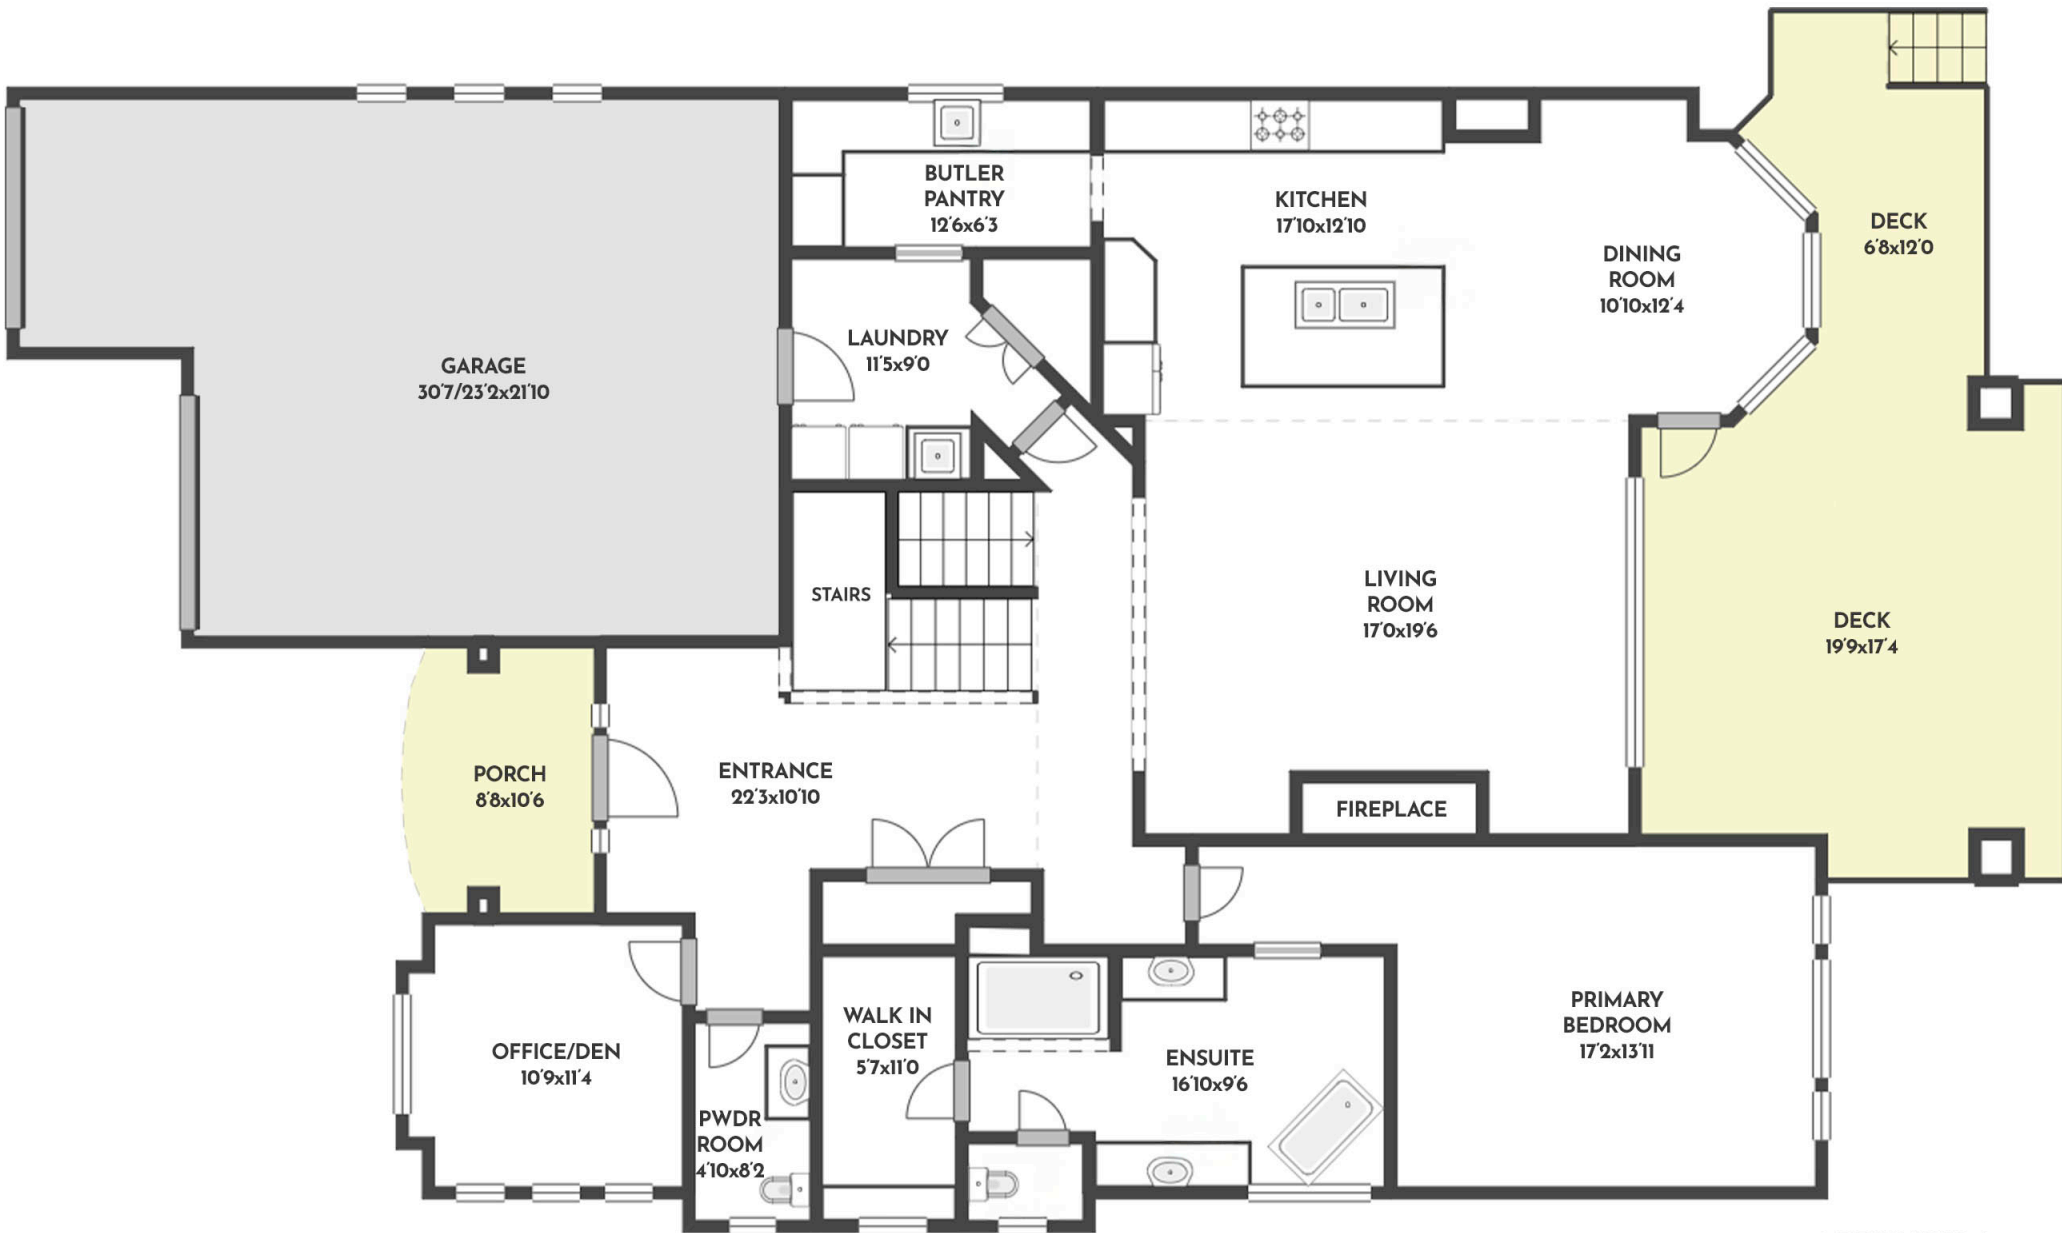 BUTLER
PANTRY
12'6x6'3
KITCHEN
17'10x12'10
DECK
6'8x12'0
DINING
ROOM
10'10x12'4
LAUNDRY
11'5x9'0
GARAGE
30'7/23'2x21'10
STAIRS
LIVING
ROOM
17'0x19'6
DECK
19'9x17'4
PORCH
8'8x10'6
ENTRANCE
22'3x10'10
FIREPLACE
OFFICE/DEN
10'9x11'4
WALK IN
CLOSET
5'7x11'0
ENSUITE
16'10x9'6
PRIMARY
BEDROOM
17'2x13'11
PWDR
ROOM
4'10x8'2